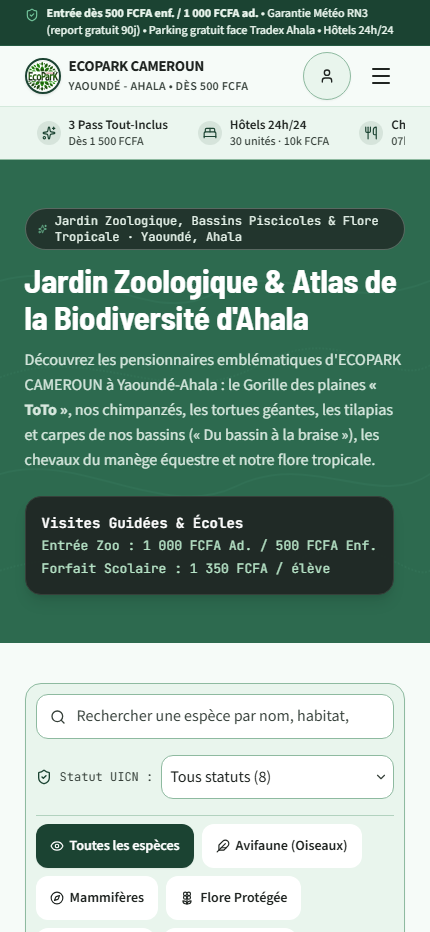 Entrée dès 500 FCFA enf. / 1 000 FCFA ad. • Garantie Météo RN3
(report gratuit 90j) • Parking gratuit face Tradex Ahala • Hôtels 24h/24
EcoParK
ECOPARK CAMEROUN
YAOUNDÉ - AHALA • DÈS 500 FCFA
3 Pass Tout-Inclus
Dès 1 500 FCFA
Hôtels 24h/24
30 unités · 10k FCFA
Ch
07h
Jardin Zoologique, Bassins Piscicoles & Flore
Tropicale · Yaoundé, Ahala
Jardin Zoologique & Atlas de
la Biodiversité d'Ahala
Découvrez les pensionnaires emblématiques d'ECOPARK
CAMEROUN à Yaoundé-Ahala : le Gorille des plaines «
ToTo », nos chimpanzés, les tortues géantes, les tilapias
et carpes de nos bassins (« Du bassin à la braise »), les
chevaux du manège équestre et notre flore tropicale.
Visites Guidées & Écoles
Entrée Zoo : 1 000 FCFA Ad. / 500 FCFA Enf.
Forfait Scolaire : 1 350 FCFA / élève
Rechercher une espèce par nom, habitat,
Statut UICN :
Tous statuts (8)
Toutes les espèces
Avifaune (Oiseaux)
Mammifères
Flore Protégée